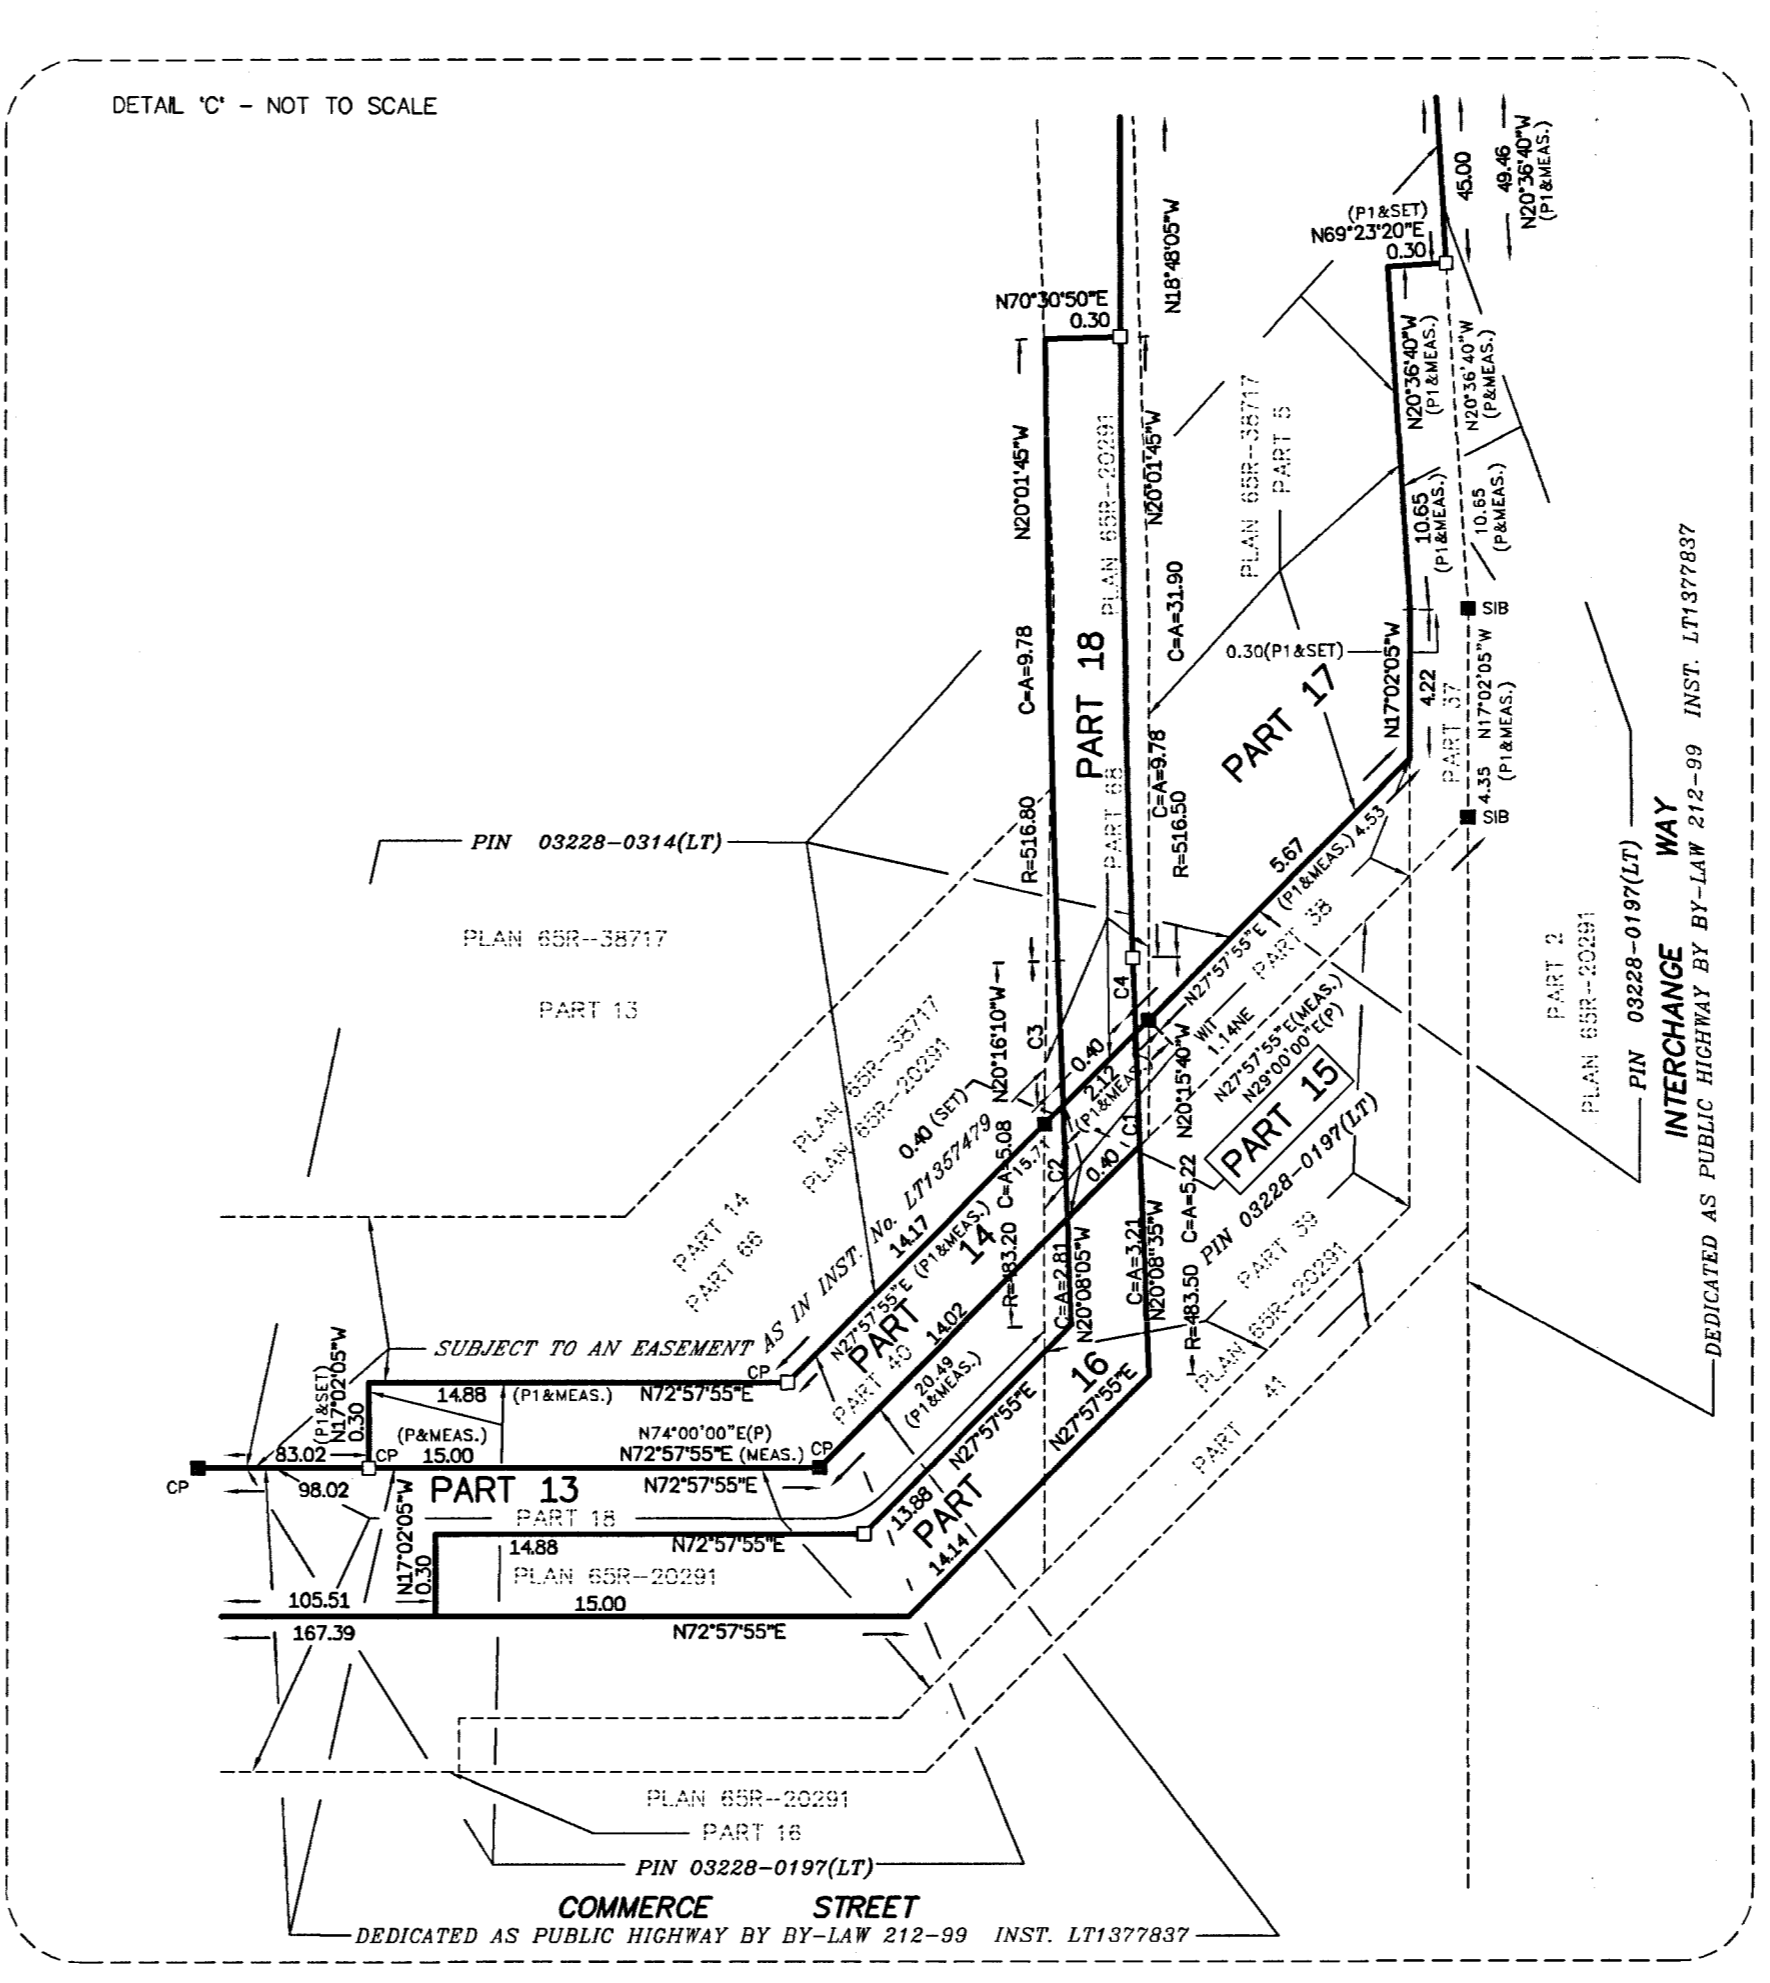 DETAIL 'C' - NOT TO SCALE
N18°48'05"W
45.00
49.46
N20°36'40"W
(P1&MEAS.)
(P1&SET)
N69°23'20"E
0.30
N70°30'50"E
0.30
N20°01'45"W
N20°01'45"W
PLAN 65R-20291
PLAN 65R-38717
PART 5
N20°36'40"W
(P1&MEAS.)
N20°36'40"W
(P&MEAS.)
10.65
(P1&MEAS.)
10.65
(P&MEAS.)
SIB
C=A=9.78
C=A=31.90
PART 18
0.30(P1&SET)
PART 17
N17°02'05"W
4.22
PART 37
4.35 N17°02'05"W
(P1&MEAS.)
SIB
C=A=9.78
R=516.80
R=516.50
PART 68
PIN 03228-0314(LT)
PLAN 65R-38717
PART 13
5.67
(P1&MEAS.)
4.53
N27°57'55"E
PART 38
PART 2
PLAN 65R-20291
PIN 03228-0197(LT)
INTERCHANGE WAY
DEDICATED AS PUBLIC HIGHWAY BY BY-LAW 212-99 INST. LT1377837
N20°16'10"W
C3
C4
0.40
2.12
(P1&MEAS.)
WIT
1.14NE
N27°57'55"E(MEAS.)
N29°00'00"E(P)
PART 15
PIN 03228-0197(LT)
PLAN 65R-38717
PLAN 65R-20291
0.40 (SET)
PART 14
PART 66
SUBJECT TO AN EASEMENT AS IN INST. No. LT1357479
C=A=5.08
R=483.20
15.71
C2
C1
0.40
N20°15'40"W
C=A=5.22
R=483.50
14.17
N27°57'55"E (P1&MEAS.)
PART 14
PART 40
14.02
20.49
(P1&MEAS.)
C=A=2.81
N20°08'05"W
C=A=3.21
N20°08'35"W
PART 39
PLAN 65R-20291
PART 41
N27°57'55"E
N27°57'55"E
PART 16
13.88
14.14
CP
(P1&SET)
N17°02'05"W
0.30
14.88 (P1&MEAS.) N72°57'55"E
(P&MEAS.) N74°00'00"E(P)
83.02 CP 15.00 N72°57'55"E (MEAS.) CP
CP
98.02
PART 13 N72°57'55"E
PART 18
N17°02'05"W
0.30
14.88 N72°57'55"E
PLAN 65R-20291
105.51 15.00
167.39 N72°57'55"E
PLAN 65R-20291
PART 16
PIN 03228-0197(LT)
COMMERCE STREET
DEDICATED AS PUBLIC HIGHWAY BY BY-LAW 212-99 INST. LT1377837